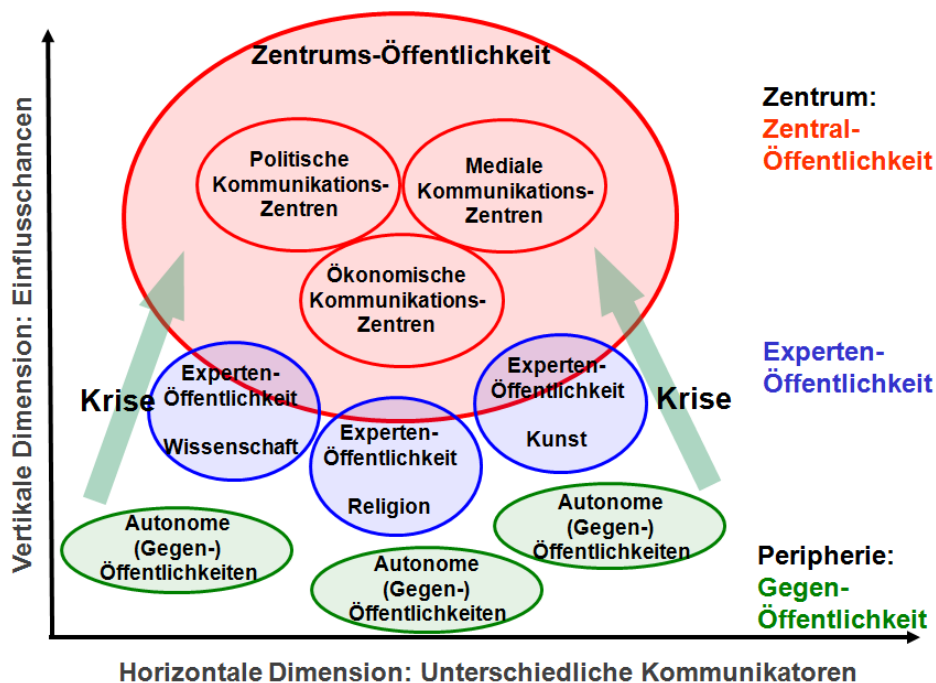 Zentrums-Öffentlichkeit
Politische
Kommunikations-
Zentren
Mediale
Kommunikations-
Zentren
Ökonomische
Kommunikations-
Zentren
Experten-
Öffentlichkeit
Wissenschaft
Experten-
Öffentlichkeit
Religion
Experten-
Öffentlichkeit
Kunst
Krise
Krise
Autonome
(Gegen-)
Öffentlichkeiten
Autonome
(Gegen-)
Öffentlichkeiten
Autonome
(Gegen-)
Öffentlichkeiten
Zentrum:
Zentral-
Öffentlichkeit
Experten-
Öffentlichkeit
Peripherie:
Gegen-
Öffentlichkeit
Vertikale Dimension: Einflusschancen
Horizontale Dimension: Unterschiedliche Kommunikatoren